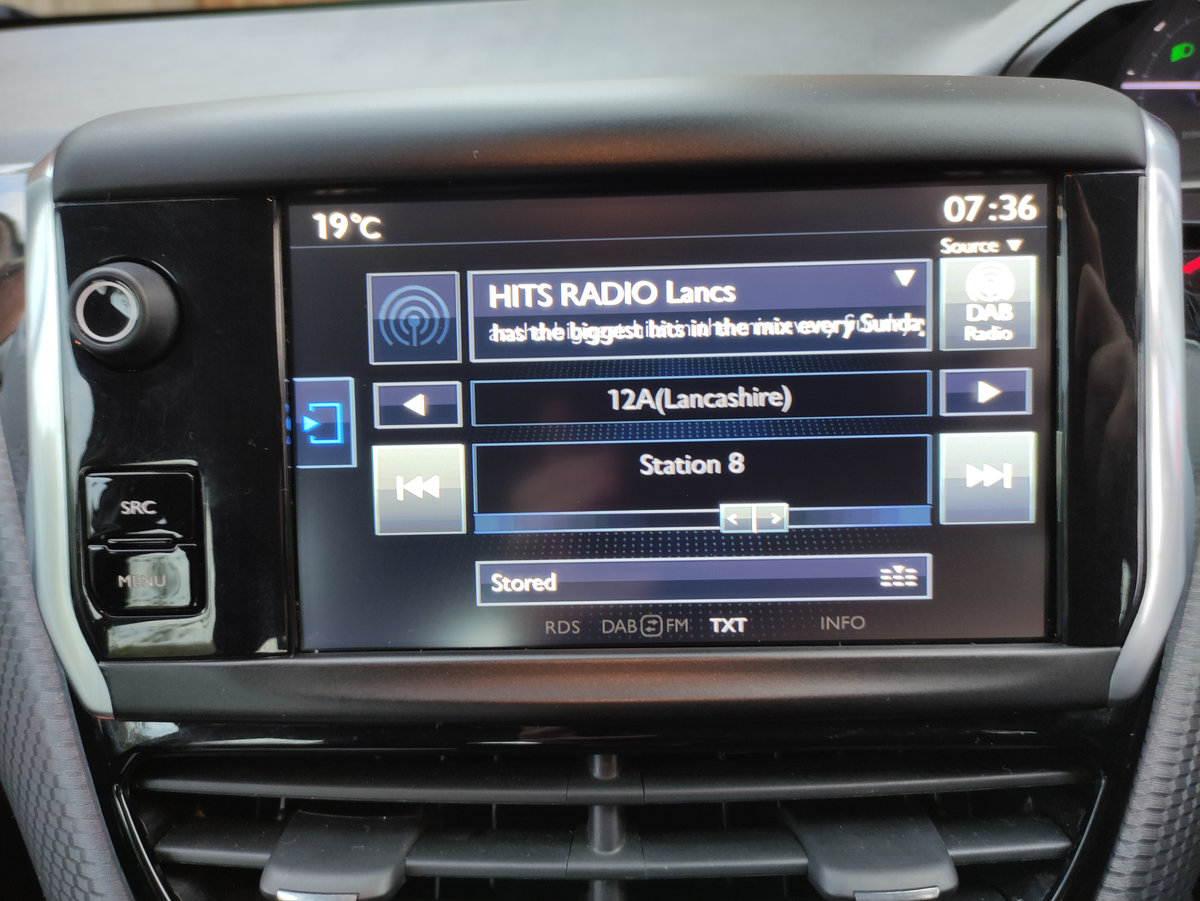 19°C
07:36
Source
HITS RADIO Lancs
has the biggest hits in the mix every Sunday
DAB
Radio
12A(Lancashire)
Station 8
SRC
MENU
Stored
RDS DAB FM TXT INFO